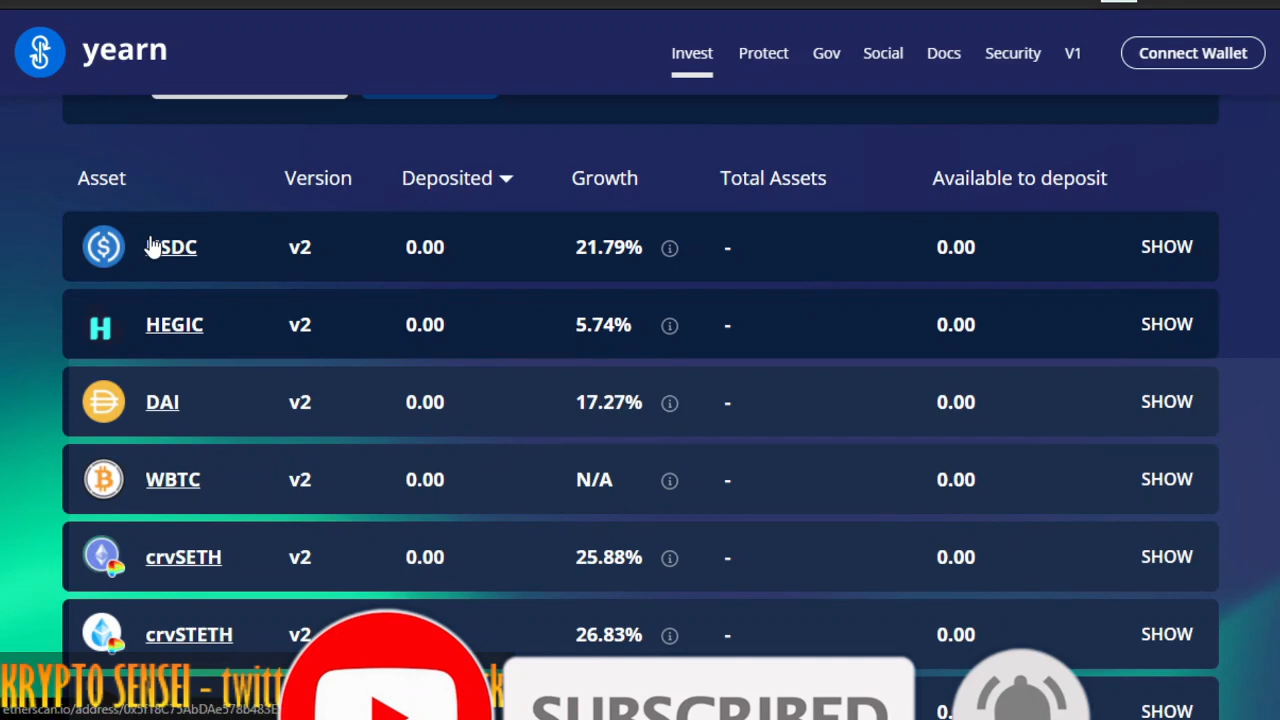 yearn
Invest Protect Gov Social Docs Security V1 Connect Wallet
Asset Version Deposited Growth Total Assets Available to deposit
SDC v2 0.00 21.79% - 0.00 SHOW
HEGIC v2 0.00 5.74% - 0.00 SHOW
DAI v2 0.00 17.27% - 0.00 SHOW
WBTC v2 0.00 N/A - 0.00 SHOW
crvSETH v2 0.00 25.88% - 0.00 SHOW
crvSTETH v2 26.83% - 0.00 SHOW
KRYPTO SENSEI - twitt
SUBSCRIBED